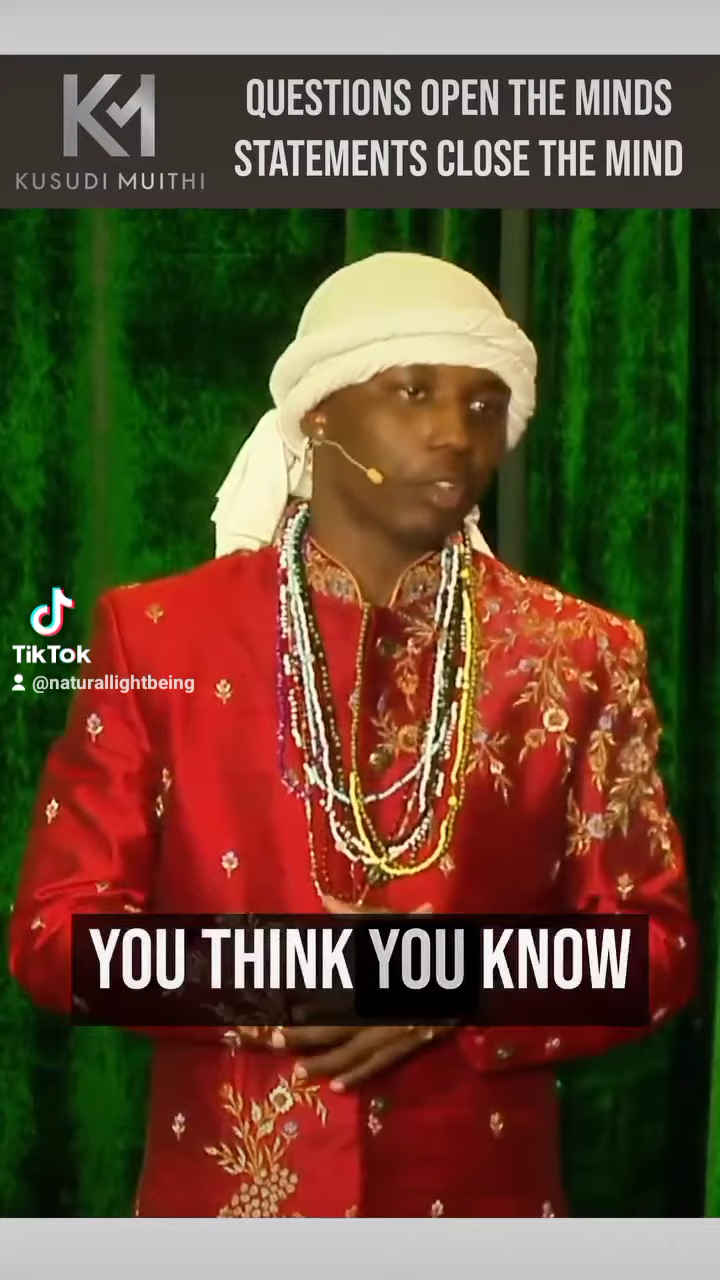 KM
KUSUDI MUITHI
QUESTIONS OPEN THE MINDS
STATEMENTS CLOSE THE MIND
TikTok
@naturallightbeing
YOU THINK YOU KNOW